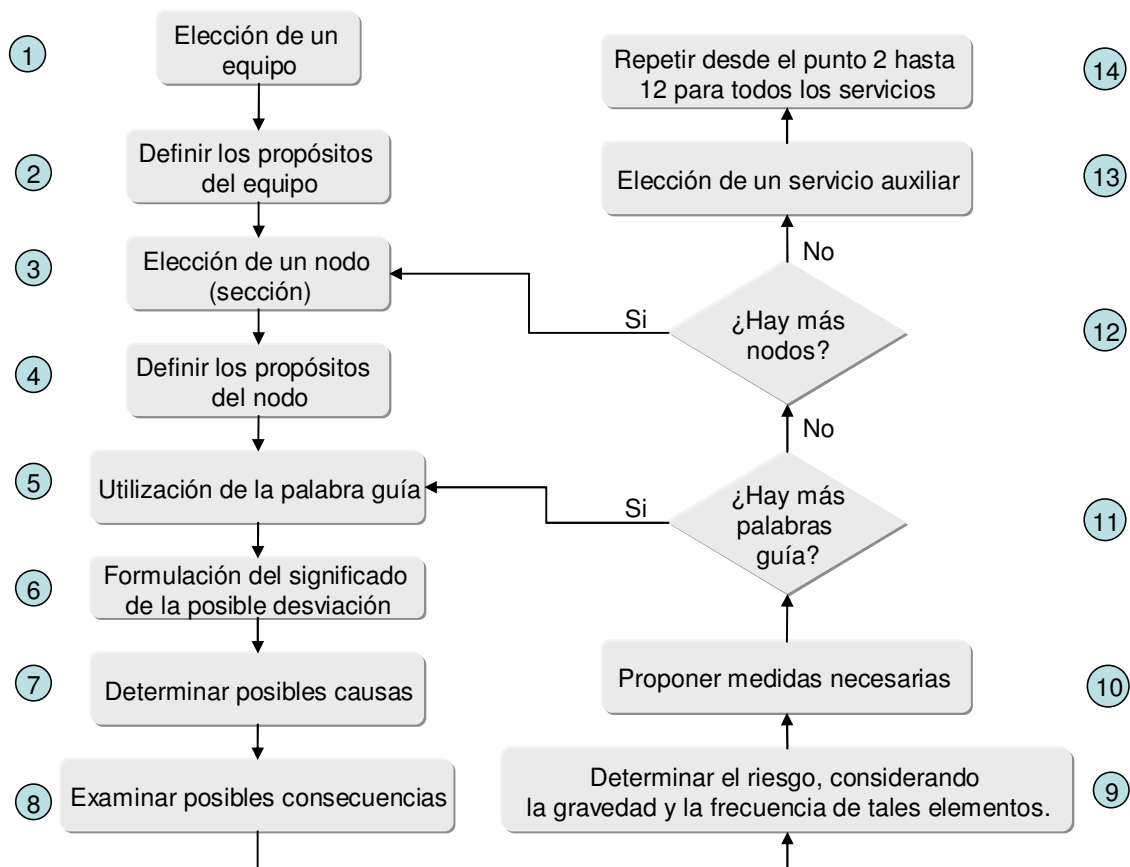 1
Elección de un
equipo
2
Definir los propósitos
del equipo
3
Elección de un nodo
(sección)
4
Definir los propósitos
del nodo
5
Utilización de la palabra guía
6
Formulación del significado
de la posible desviación
7
Determinar posibles causas
8
Examinar posibles consecuencias
Determinar el riesgo, considerando
la gravedad y la frecuencia de tales elementos.
9
Proponer medidas necesarias
10
¿Hay más
palabras
guía?
11
Si
No
¿Hay más
nodos?
12
Si
No
Elección de un servicio auxiliar
13
Repetir desde el punto 2 hasta
12 para todos los servicios
14